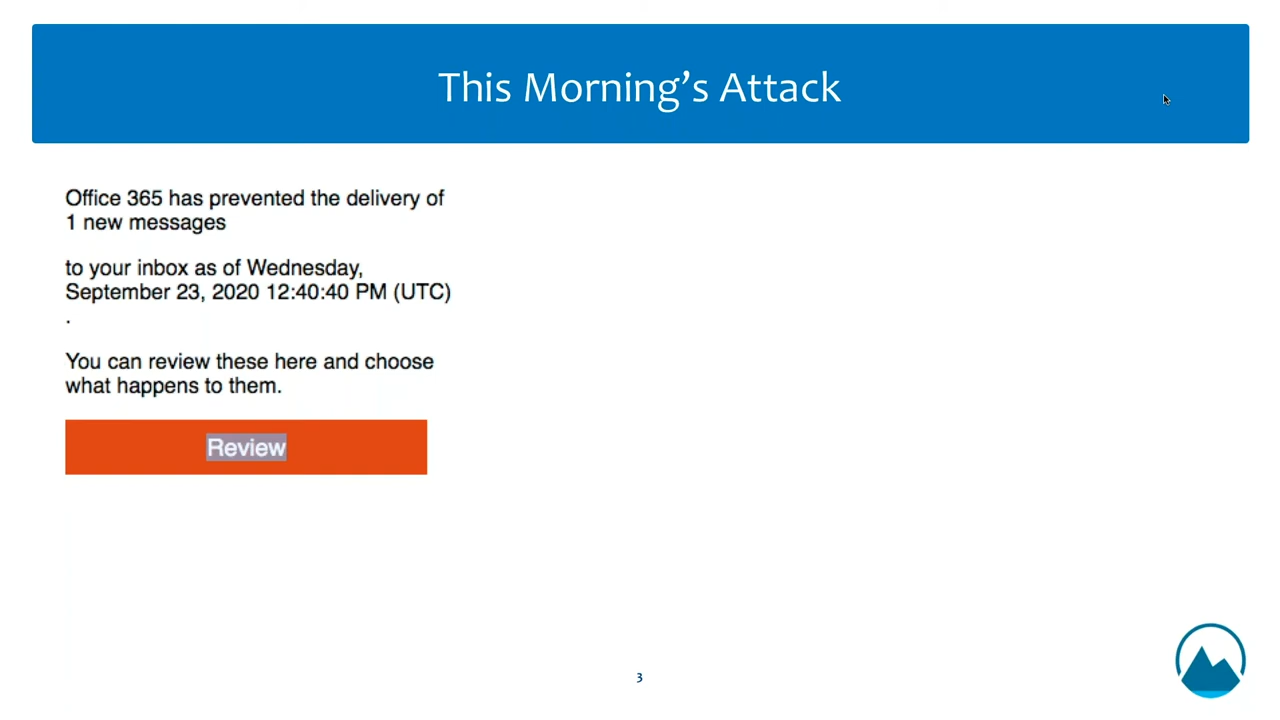 This Morning’s Attack
Office 365 has prevented the delivery of
1 new messages
to your inbox as of Wednesday,
September 23, 2020 12:40:40 PM (UTC)
.
You can review these here and choose
what happens to them.
Review
3